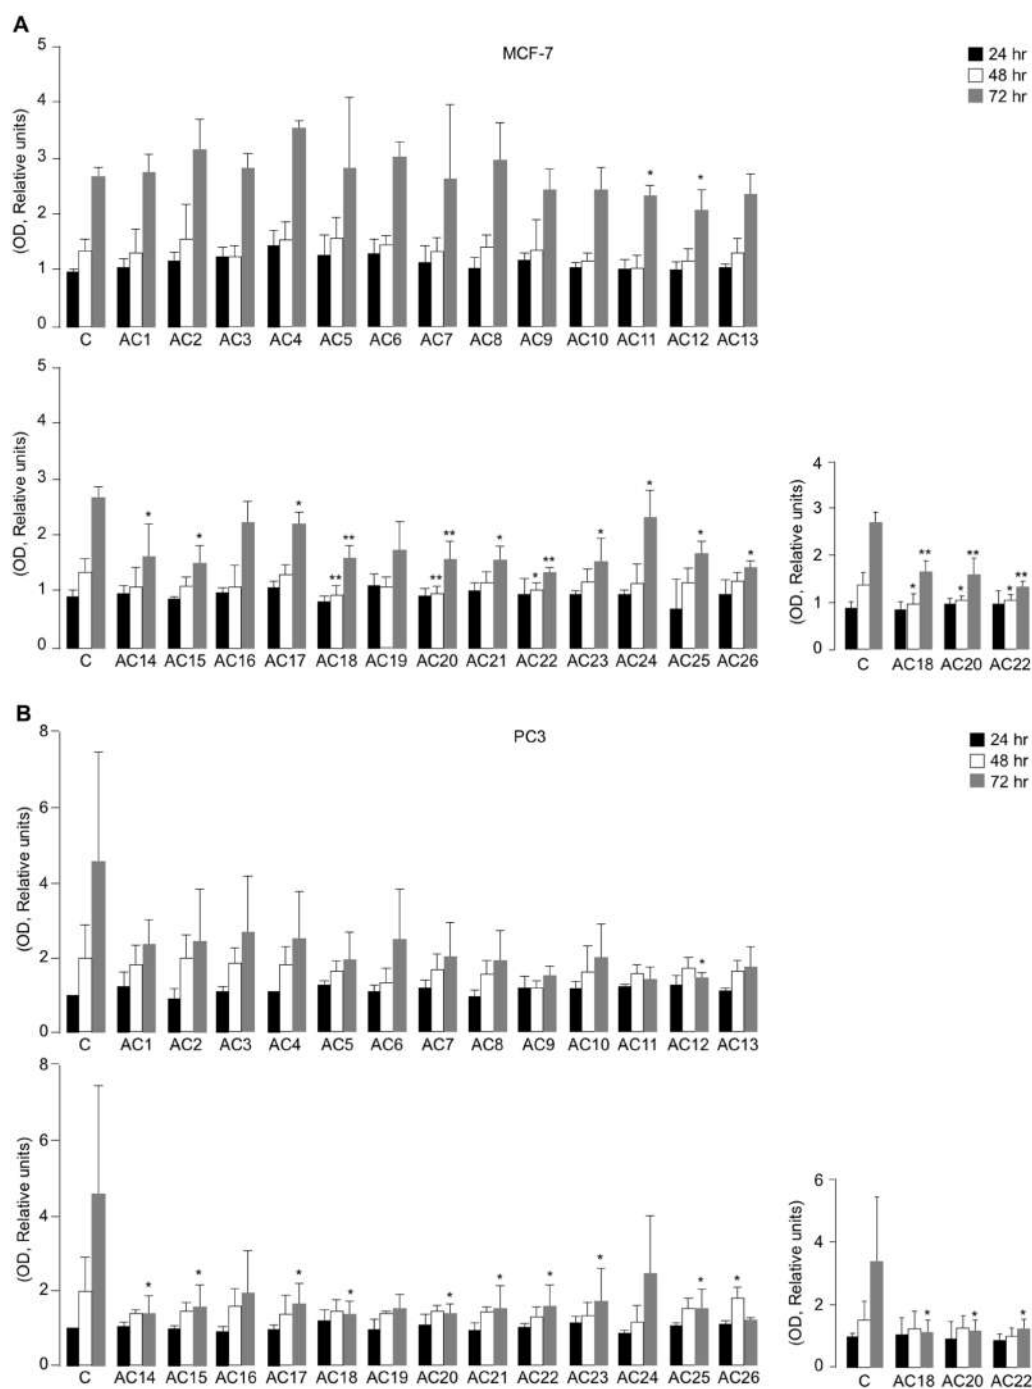 A
MCF-7
24 hr
48 hr
72 hr
(OD, Relative units)
5
4
3
2
1
0
* *
C AC1 AC2 AC3 AC4 AC5 AC6 AC7 AC8 AC9 AC10 AC11 AC12 AC13
(OD, Relative units)
5
4
3
2
1
0
* * * ** ** ** ** * * ** * * * *
C AC14 AC15 AC16 AC17 AC18 AC19 AC20 AC21 AC22 AC23 AC24 AC25 AC26
(OD, Relative units)
4
3
2
1
0
* ** * ** * **
C AC18 AC20 AC22
B
PC3
24 hr
48 hr
72 hr
(OD, Relative units)
8
6
4
2
0
*
C AC1 AC2 AC3 AC4 AC5 AC6 AC7 AC8 AC9 AC10 AC11 AC12 AC13
(OD, Relative units)
8
6
4
2
0
* * * * * * * * * *
C AC14 AC15 AC16 AC17 AC18 AC19 AC20 AC21 AC22 AC23 AC24 AC25 AC26
(OD, Relative units)
6
4
2
0
* * *
C AC18 AC20 AC22